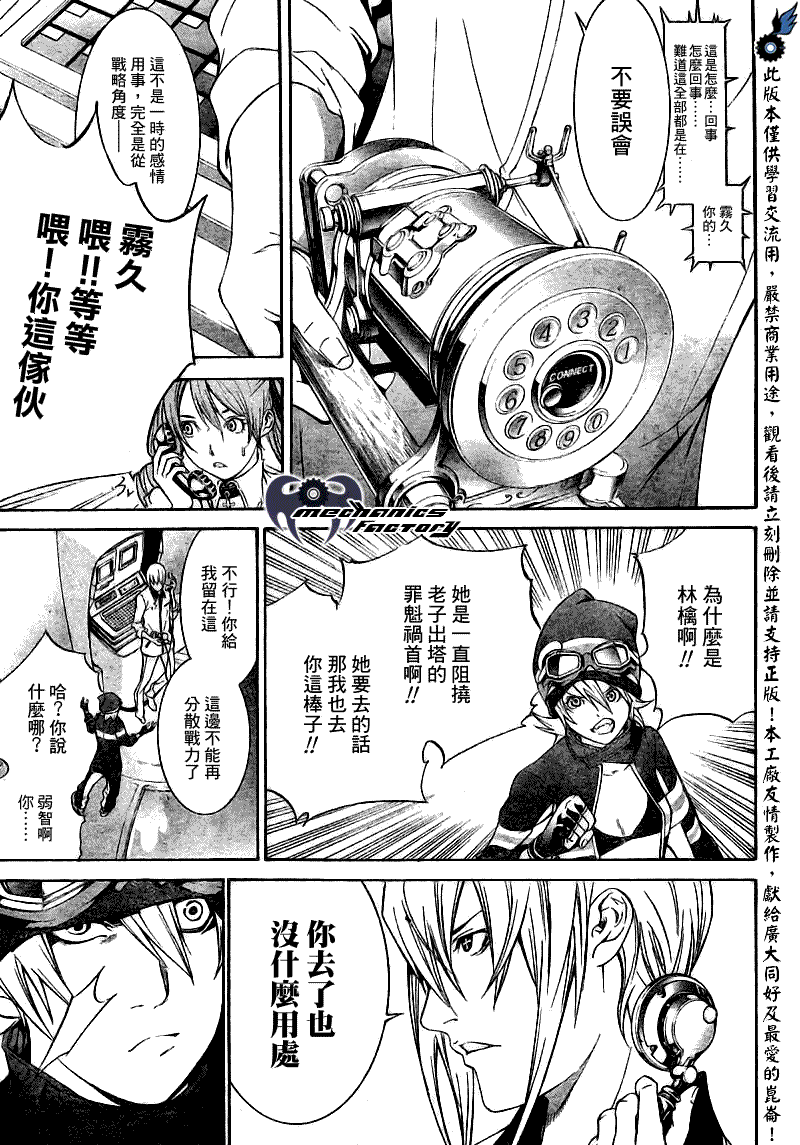 這是怎麼…回事
怎麼回事……
難道這全部都是在……
霧久
你的…
不要誤會
這不是一時的感情
用事，完全是從
戰略角度——
霧久
喂!!等等
喂！你這傢伙
1
2
3
4
5
6
7
8
9
0
CONNECT
mechanics
Factory
為什麼是
林檎啊!!
她是一直阻撓
老子出塔的
罪魁禍首啊!!
她要去的話
那我也去
你這棒子!!
不行！你給
我留在這
這邊不能再
分散戰力了
哈？你說
什麼哪？
弱智啊
你……
你去了也
沒什麼用處
此版本僅供學習交流用，嚴禁商業用途，觀看後請立刻刪除並請支持正版！本工廠友情製作，獻給廣大同好及最愛的崑崙！